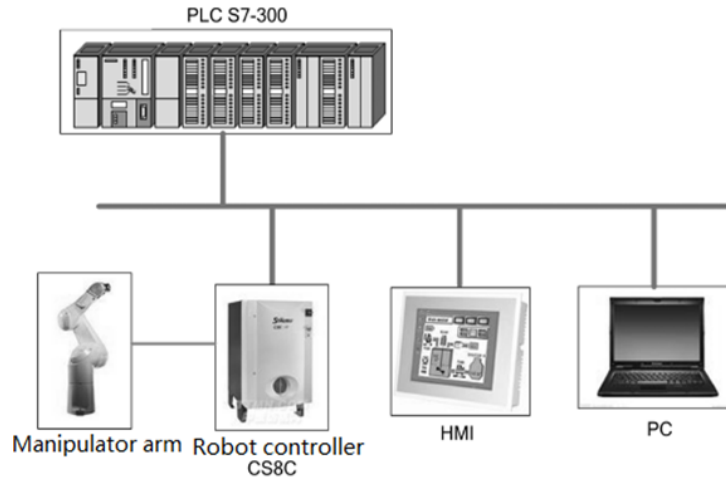 PLC S7-300
Manipulator arm
Robot controller
CS8C
HMI
PC